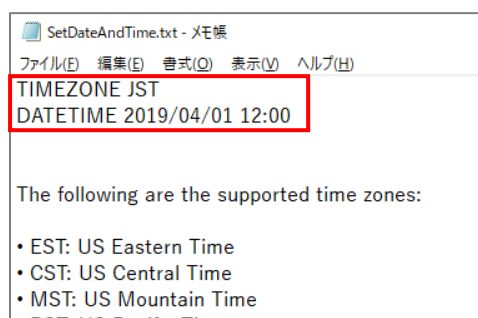 SetDateAndTime.txt - メモ帳
ファイル(F) 編集(E) 書式(O) 表示(V) ヘルプ(H)
TIMEZONE JST
DATETIME 2019/04/01 12:00
The following are the supported time zones:
• EST: US Eastern Time
• CST: US Central Time
• MST: US Mountain Time